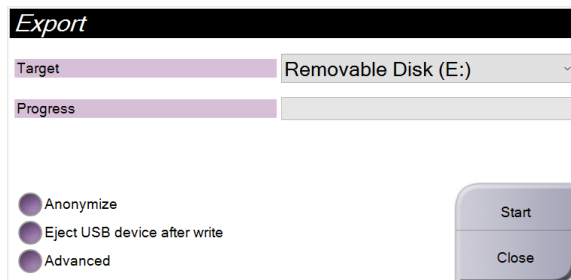 Export
Target Removable Disk (E:)
Progress
Anonymize
Eject USB device after write
Advanced
Start
Close